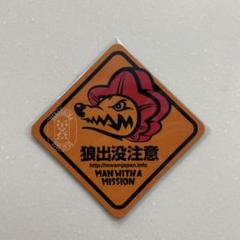 狼出没注意
http://mwamjapan.info
MAN WITH A
MISSION